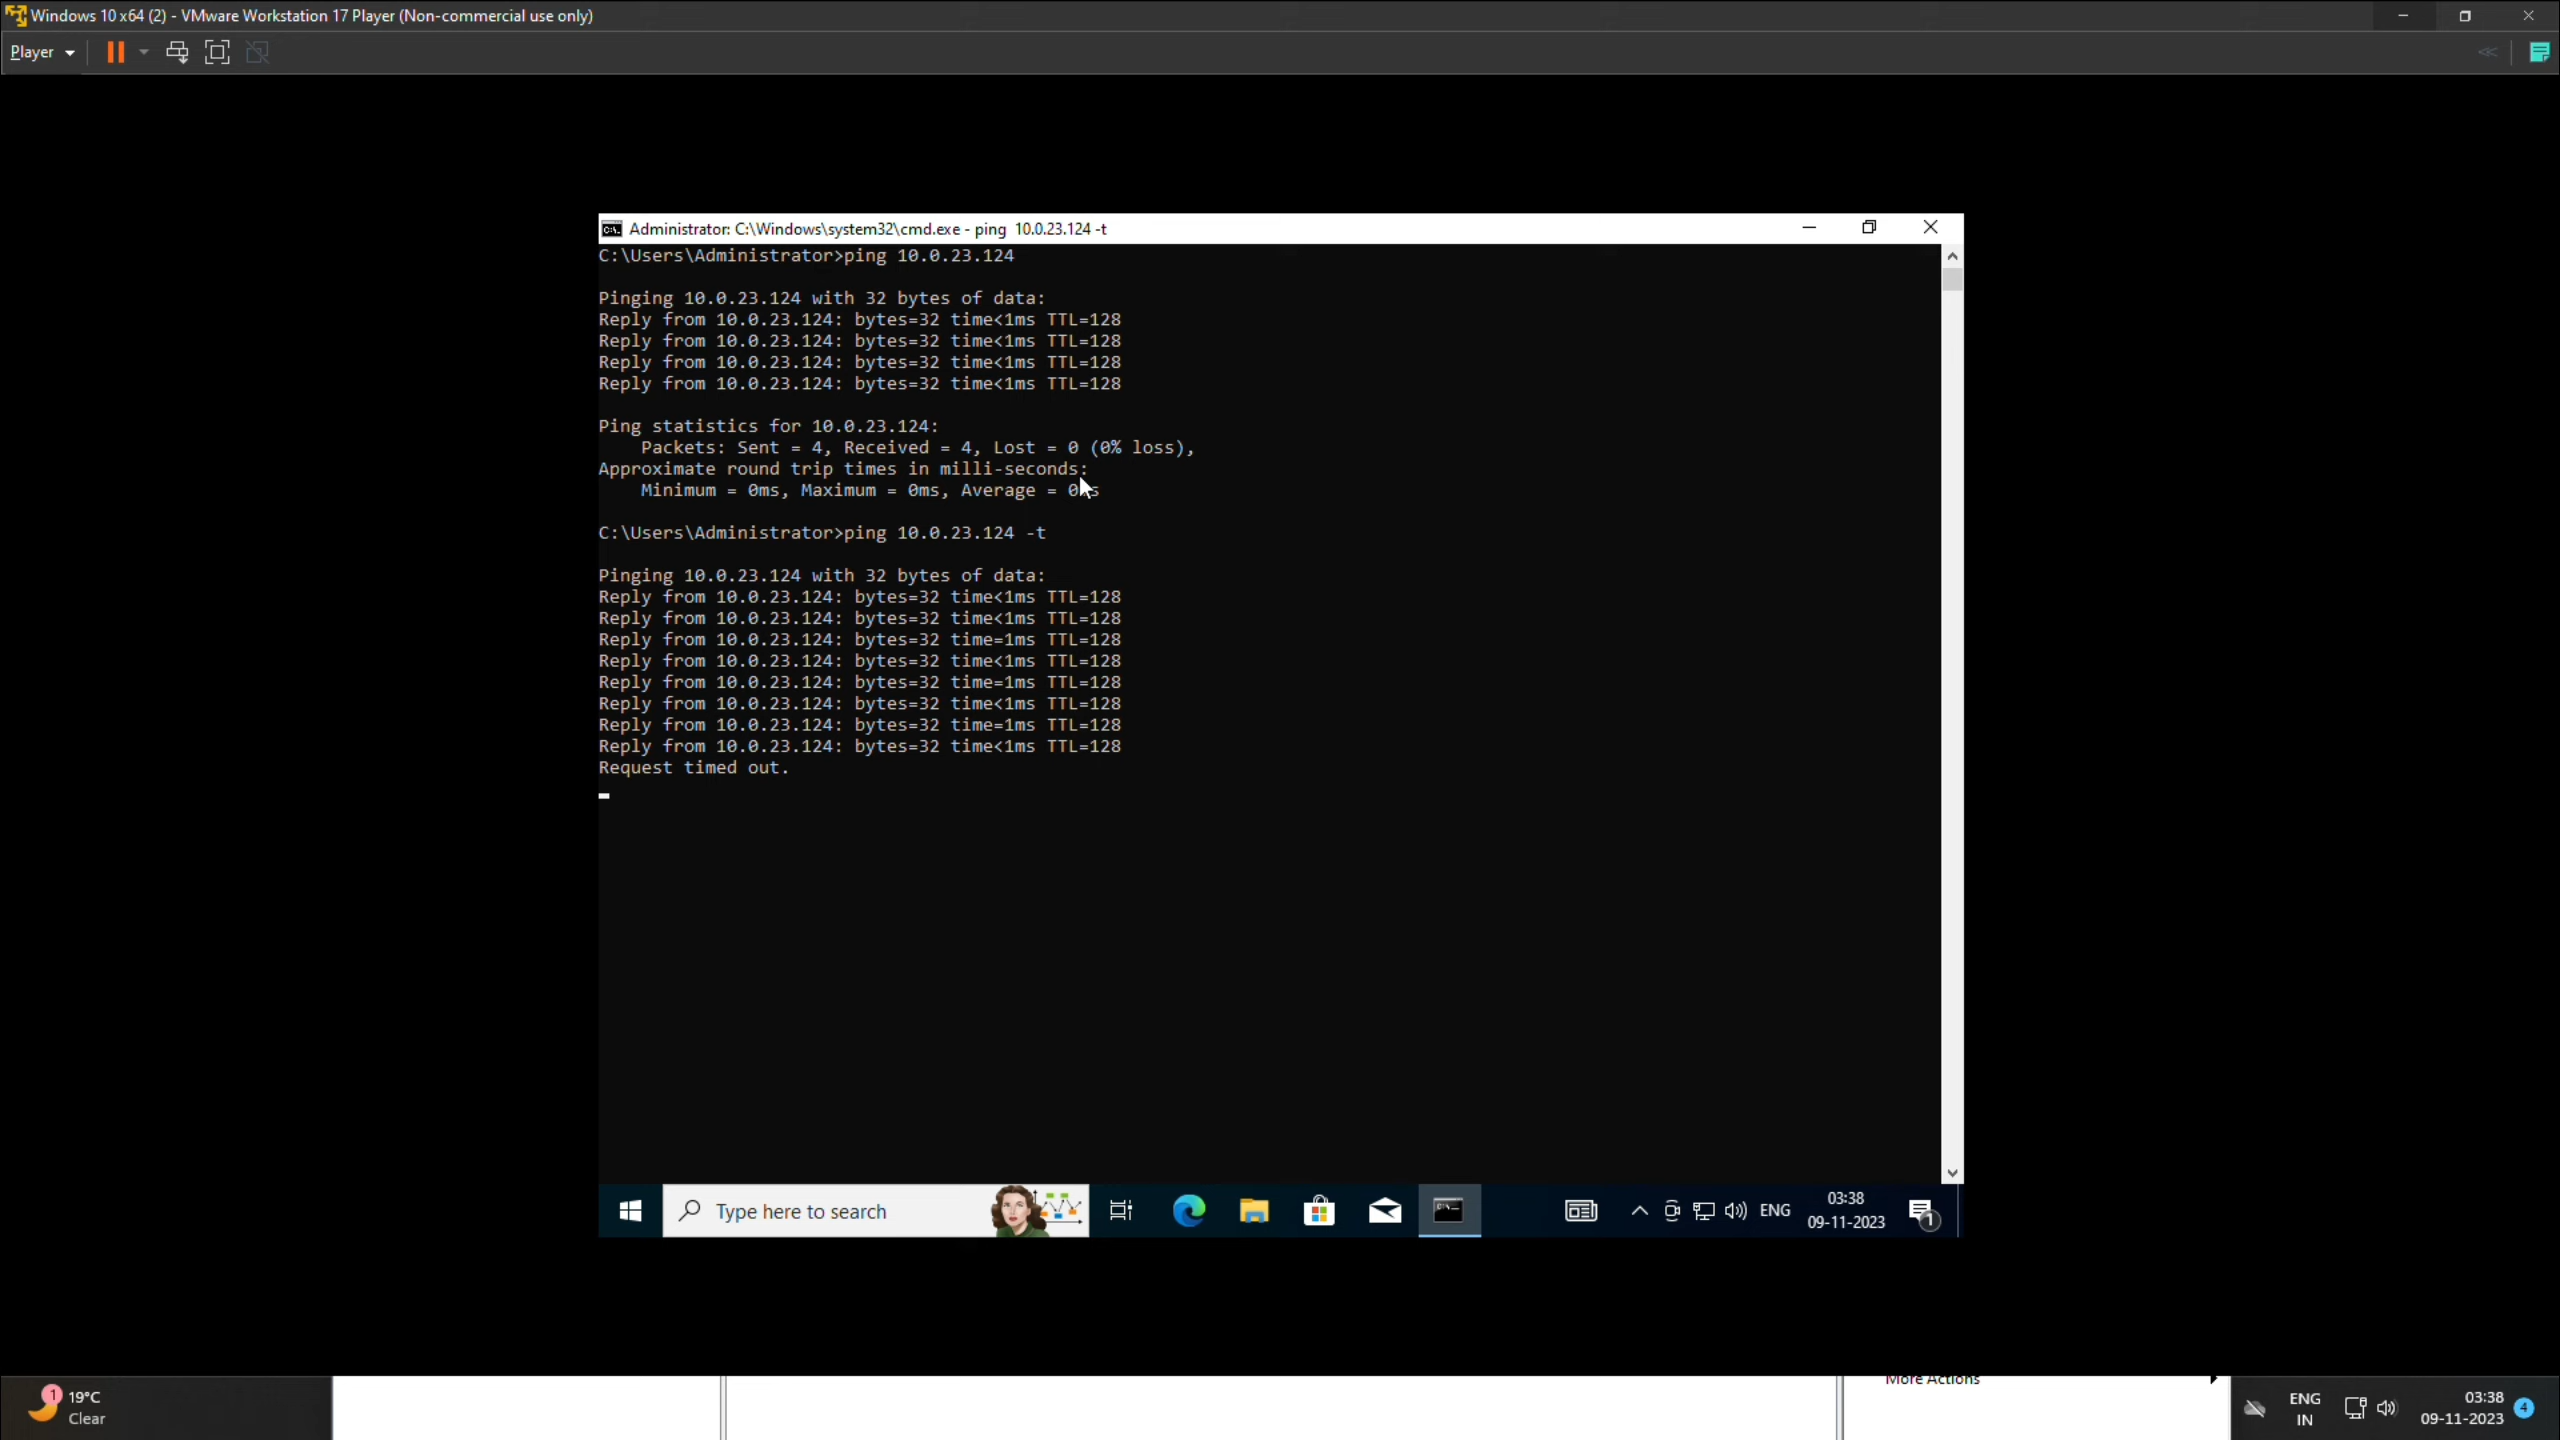 Windows 10 x64 (2) - VMware Workstation 17 Player (Non-commercial use only)
Player
Administrator: C:\Windows\system32\cmd.exe - ping 10.0.23.124 -t
C:\Users\Administrator>ping 10.0.23.124
Pinging 10.0.23.124 with 32 bytes of data:
Reply from 10.0.23.124: bytes=32 time<1ms TTL=128
Reply from 10.0.23.124: bytes=32 time<1ms TTL=128
Reply from 10.0.23.124: bytes=32 time<1ms TTL=128
Reply from 10.0.23.124: bytes=32 time<1ms TTL=128
Ping statistics for 10.0.23.124:
Packets: Sent = 4, Received = 4, Lost = 0 (0% loss),
Approximate round trip times in milli-seconds:
Minimum = 0ms, Maximum = 0ms, Average = 0ms
C:\Users\Administrator>ping 10.0.23.124 -t
Pinging 10.0.23.124 with 32 bytes of data:
Reply from 10.0.23.124: bytes=32 time<1ms TTL=128
Reply from 10.0.23.124: bytes=32 time<1ms TTL=128
Reply from 10.0.23.124: bytes=32 time=1ms TTL=128
Reply from 10.0.23.124: bytes=32 time<1ms TTL=128
Reply from 10.0.23.124: bytes=32 time=1ms TTL=128
Reply from 10.0.23.124: bytes=32 time<1ms TTL=128
Reply from 10.0.23.124: bytes=32 time=1ms TTL=128
Reply from 10.0.23.124: bytes=32 time<1ms TTL=128
Request timed out.
Type here to search
ENG
03:38
09-11-2023
1
More Actions
1
19°C
Clear
ENG
IN
03:38
09-11-2023
4